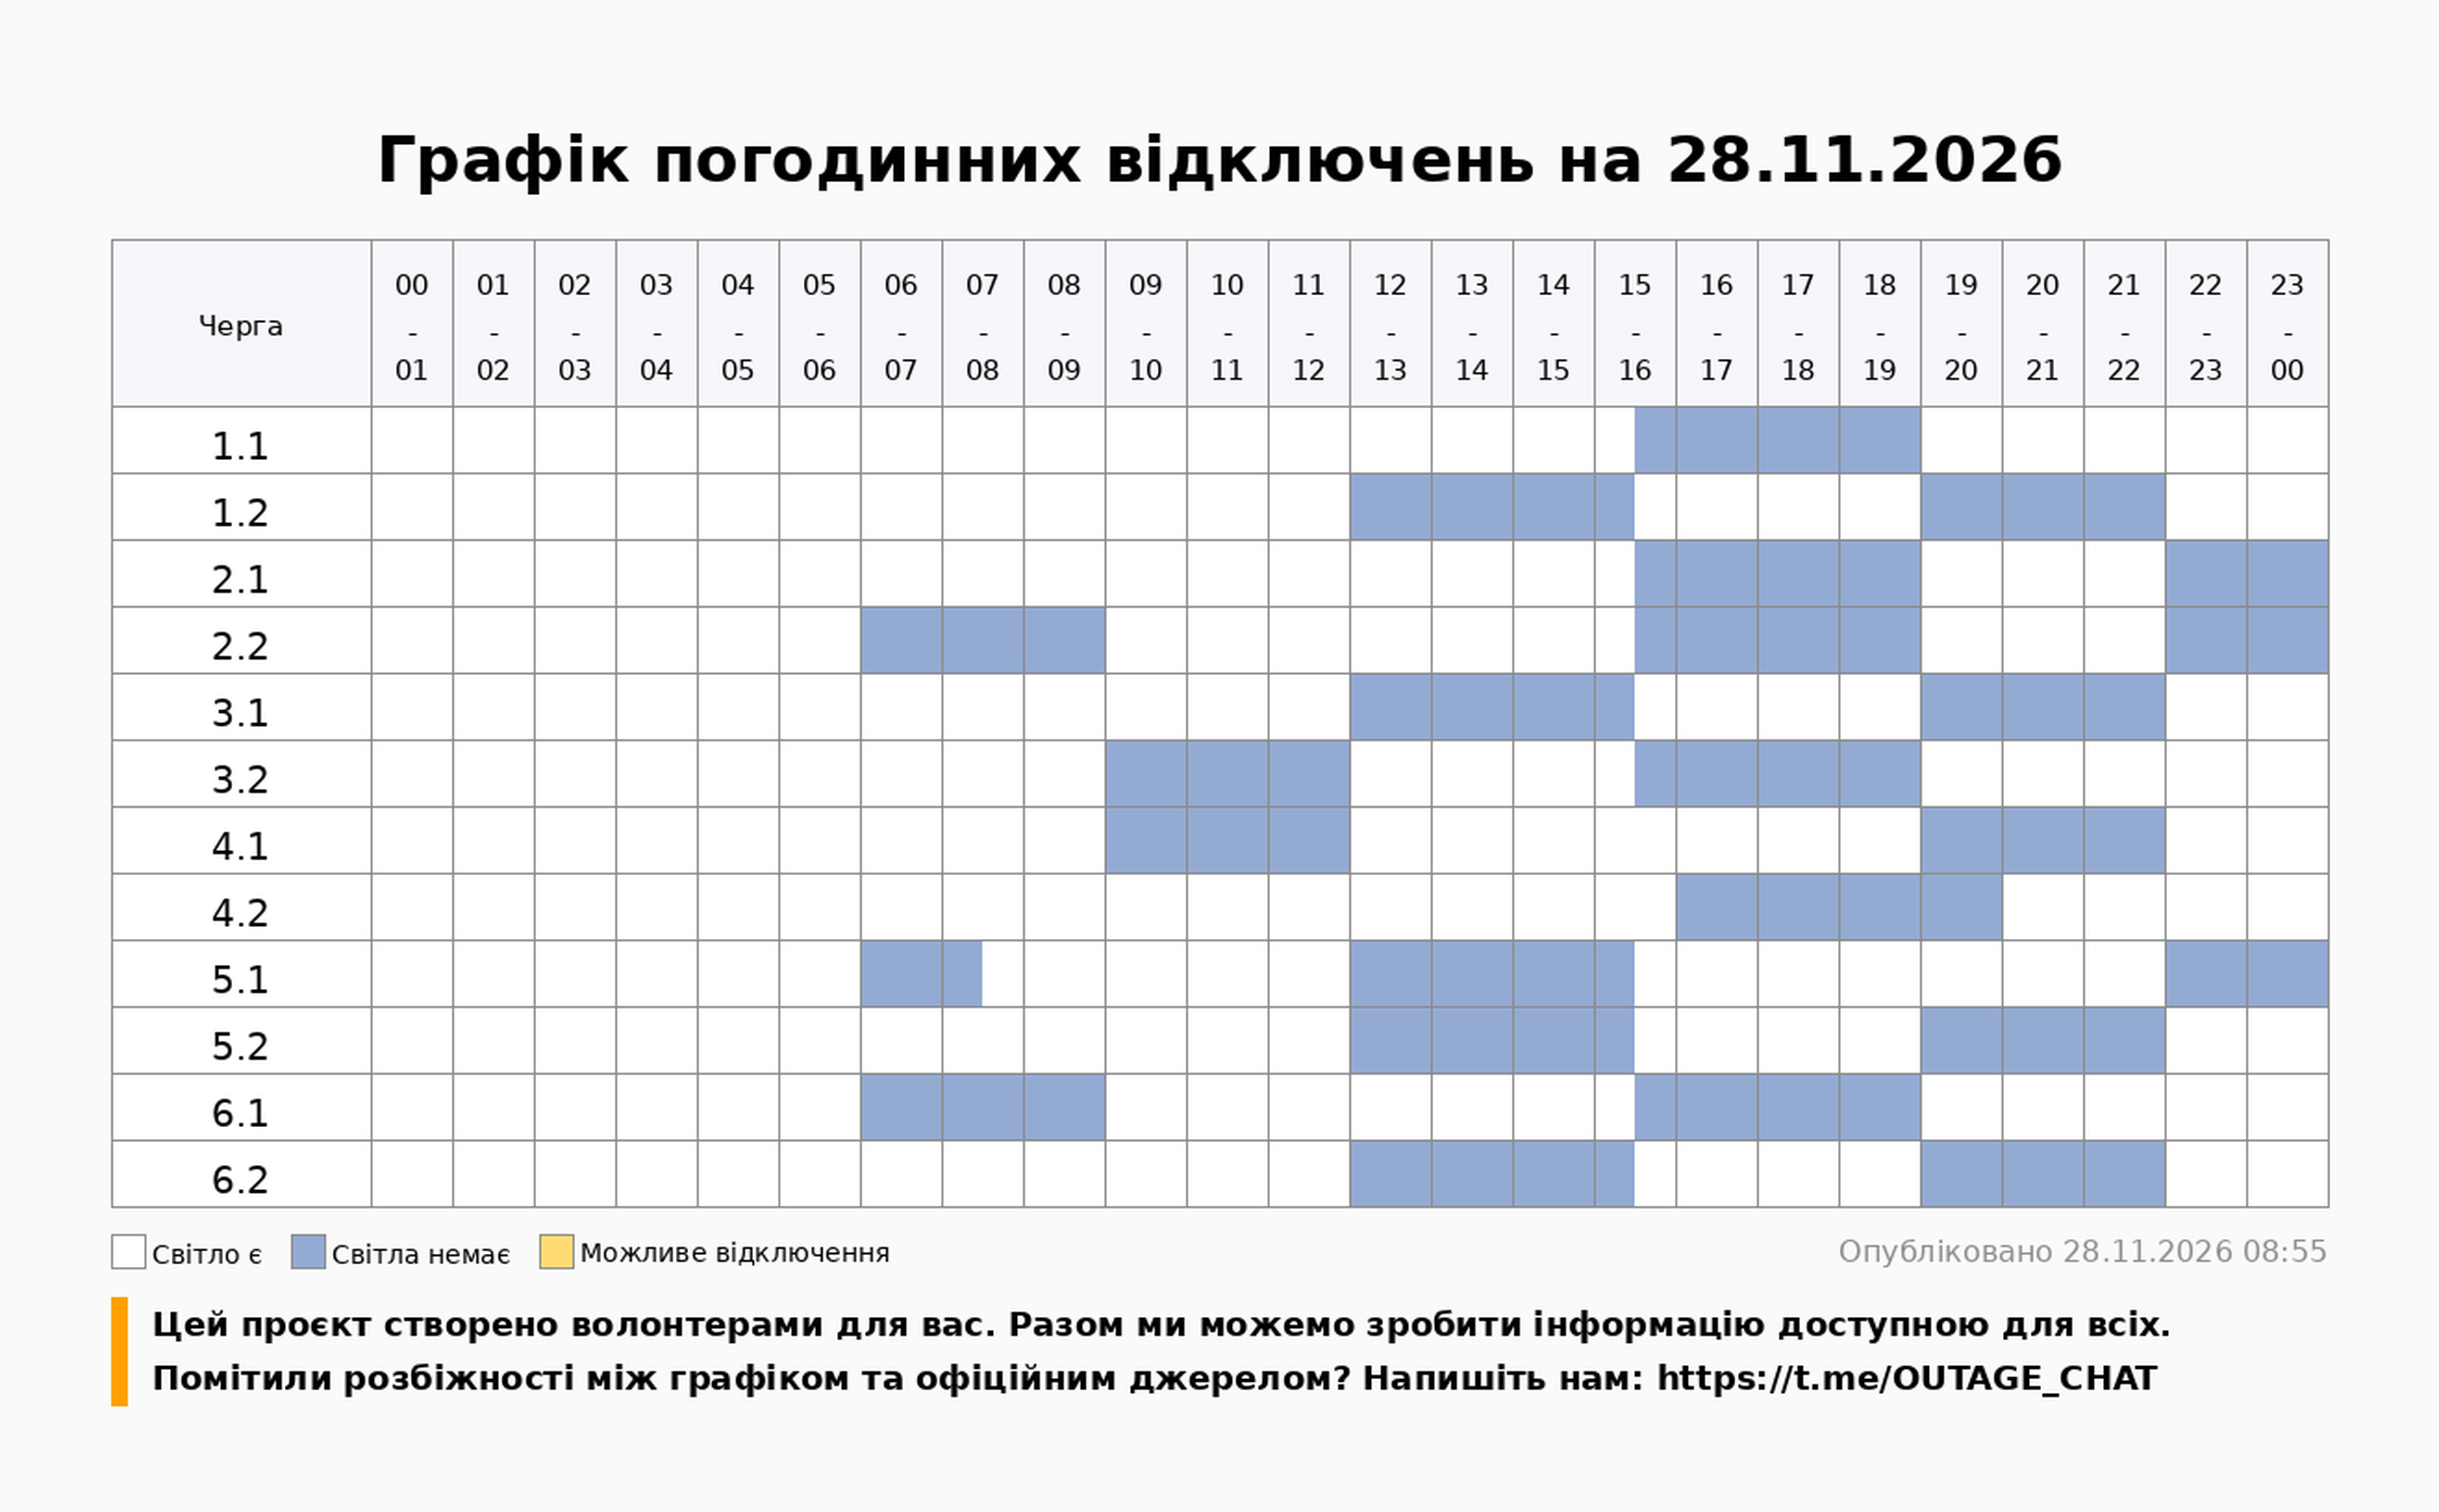 Графік погодинних відключень на 28.11.2026
Черга 00 - 01 01 - 02 02 - 03 03 - 04 04 - 05 05 - 06 06 - 07 07 - 08 08 - 09 09 - 10 10 - 11 11 - 12 12 - 13 13 - 14 14 - 15 15 - 16 16 - 17 17 - 18 18 - 19 19 - 20 20 - 21 21 - 22 22 - 23 23 - 00
1.1
1.2
2.1
2.2
3.1
3.2
4.1
4.2
5.1
5.2
6.1
6.2
Світло є Світла немає Можливе відключення Опубліковано 28.11.2026 08:55
Цей проєкт створено волонтерами для вас. Разом ми можемо зробити інформацію доступною для всіх.
Помітили розбіжності між графіком та офіційним джерелом? Напишіть нам: https://t.me/OUTAGE_CHAT